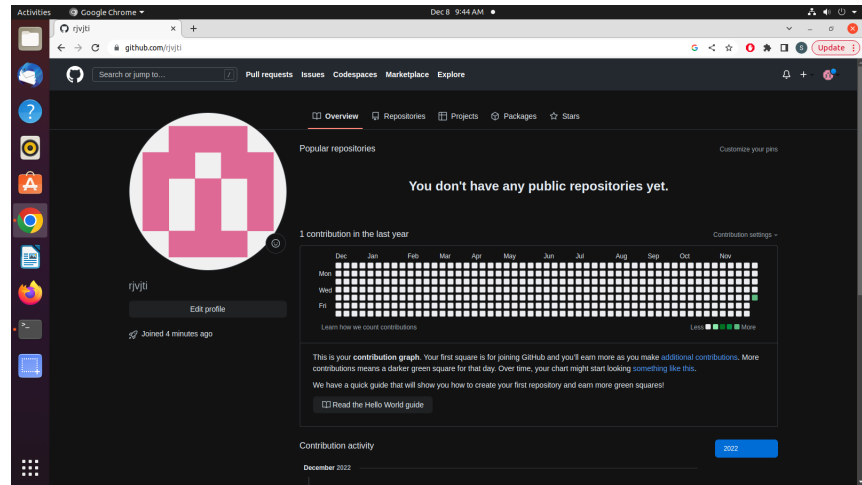 Activities Google Chrome Dec 8 9:44 AM
rjvjti
github.com/rjvjti
G S Update
Search or jump to... / Pull requests Issues Codespaces Marketplace Explore
Overview Repositories Projects Packages Stars
Popular repositories Customize your pins
You don't have any public repositories yet.
1 contribution in the last year Contribution settings
Dec Jan Feb Mar Apr May Jun Jul Aug Sep Oct Nov
Mon
Wed
Fri
Learn how we count contributions Less More
rjvjti
Edit profile
Joined 4 minutes ago
This is your contribution graph. Your first square is for joining GitHub and you'll earn more as you make additional contributions. More
contributions means a darker green square for that day. Over time, your chart might start looking something like this.
We have a quick guide that will show you how to create your first repository and earn more green squares!
Read the Hello World guide
Contribution activity 2022
December 2022